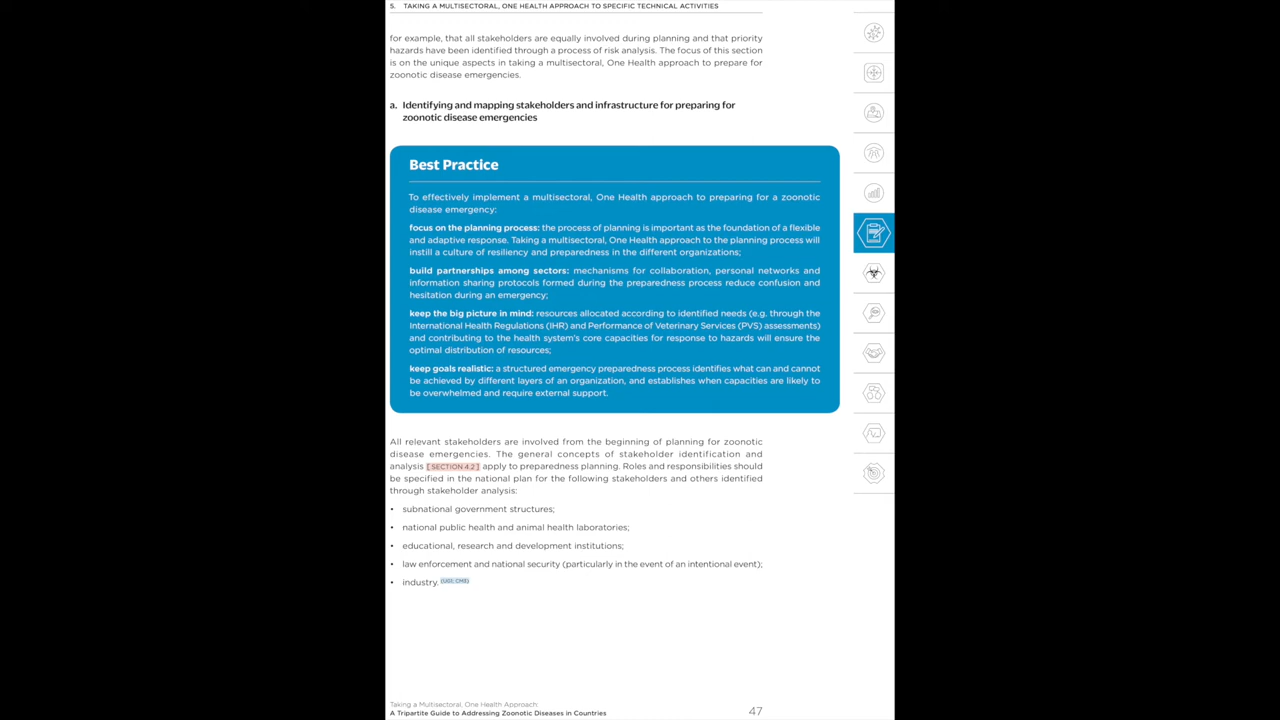 5. TAKING A MULTISECTORAL, ONE HEALTH APPROACH TO SPECIFIC TECHNICAL ACTIVITIES
for example, that all stakeholders are equally involved during planning and that priority
hazards have been identified through a process of risk analysis. The focus of this section
is on the unique aspects in taking a multisectoral, One Health approach to prepare for
zoonotic disease emergencies.
a. Identifying and mapping stakeholders and infrastructure for preparing for
zoonotic disease emergencies
Best Practice
To effectively implement a multisectoral, One Health approach to preparing for a zoonotic
disease emergency:
focus on the planning process: the process of planning is important as the foundation of a flexible
and adaptive response. Taking a multisectoral, One Health approach to the planning process will
instill a culture of resiliency and preparedness in the different organizations;
build partnerships among sectors: mechanisms for collaboration, personal networks and
information sharing protocols formed during the preparedness process reduce confusion and
hesitation during an emergency;
keep the big picture in mind: resources allocated according to identified needs (e.g. through the
International Health Regulations (IHR) and Performance of Veterinary Services (PVS) assessments)
and contributing to the health system's core capacities for response to hazards will ensure the
optimal distribution of resources;
keep goals realistic: a structured emergency preparedness process identifies what can and cannot
be achieved by different layers of an organization, and establishes when capacities are likely to
be overwhelmed and require external support.
All relevant stakeholders are involved from the beginning of planning for zoonotic
disease emergencies. The general concepts of stakeholder identification and
analysis [ SECTION 4.2 ] apply to preparedness planning. Roles and responsibilities should
be specified in the national plan for the following stakeholders and others identified
through stakeholder analysis:
• subnational government structures;
• national public health and animal health laboratories;
• educational, research and development institutions;
• law enforcement and national security (particularly in the event of an intentional event);
• industry.
Taking a Multisectoral, One Health Approach:
A Tripartite Guide to Addressing Zoonotic Diseases in Countries
47